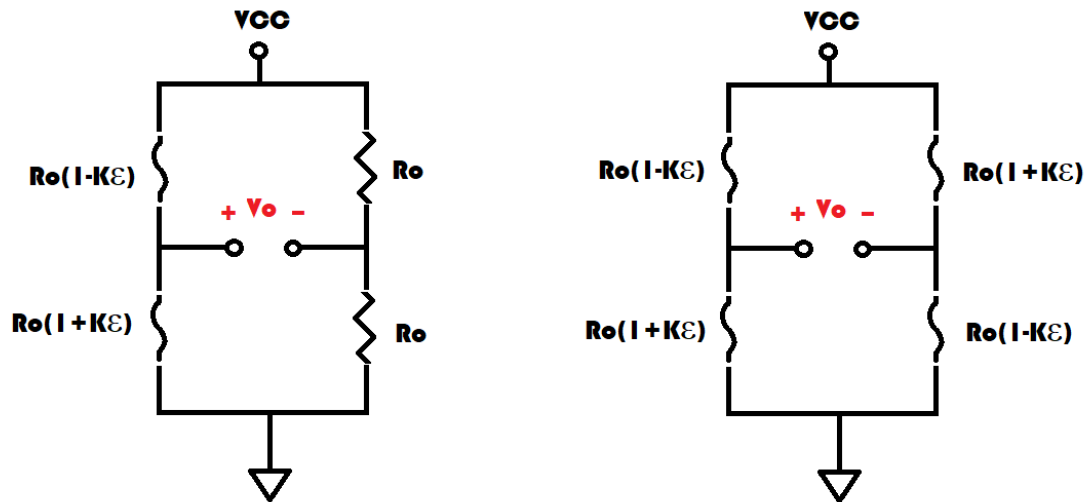 VCC
Ro(1-Kε)
Ro
+ Vo -
Ro(1+Kε)
Ro
VCC
Ro(1-Kε)
Ro(1+Kε)
+ Vo -
Ro(1+Kε)
Ro(1-Kε)